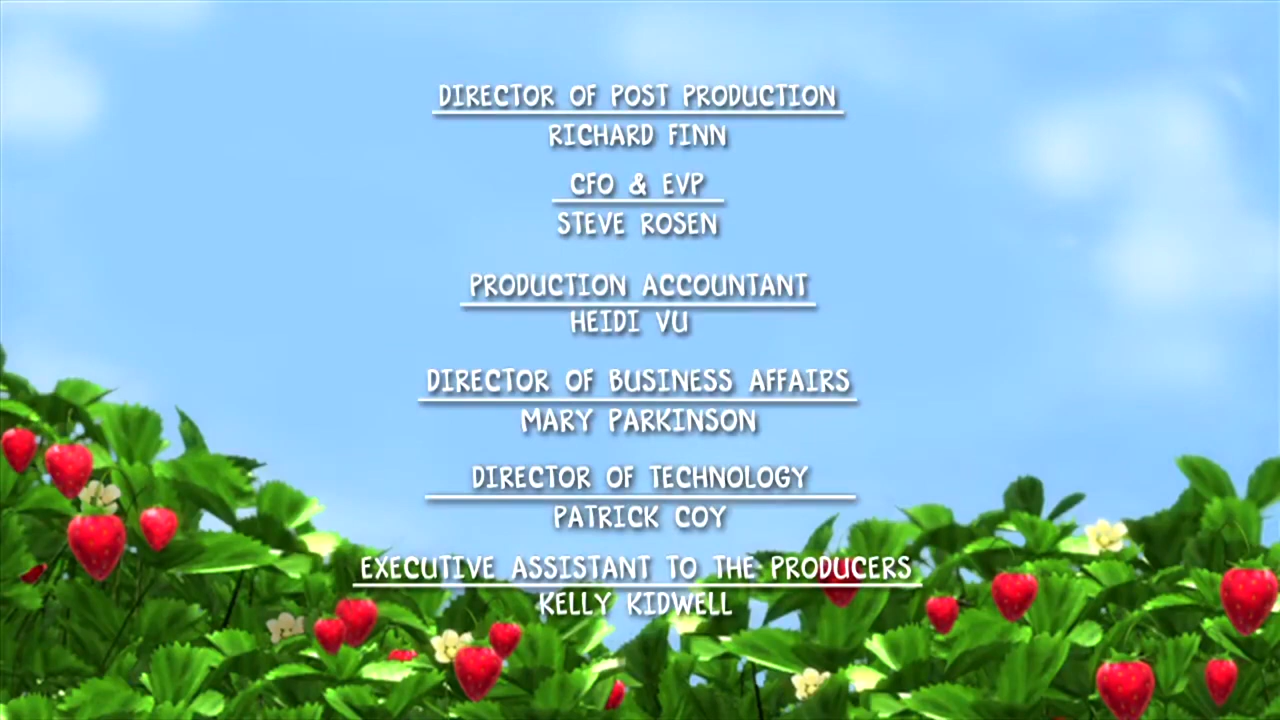 DIRECTOR OF POST PRODUCTION
RICHARD FINN
CFO & EVP
STEVE ROSEN
PRODUCTION ACCOUNTANT
HEIDI VU
DIRECTOR OF BUSINESS AFFAIRS
MARY PARKINSON
DIRECTOR OF TECHNOLOGY
PATRICK COY
EXECUTIVE ASSISTANT TO THE PRODUCERS
KELLY KIDWELL